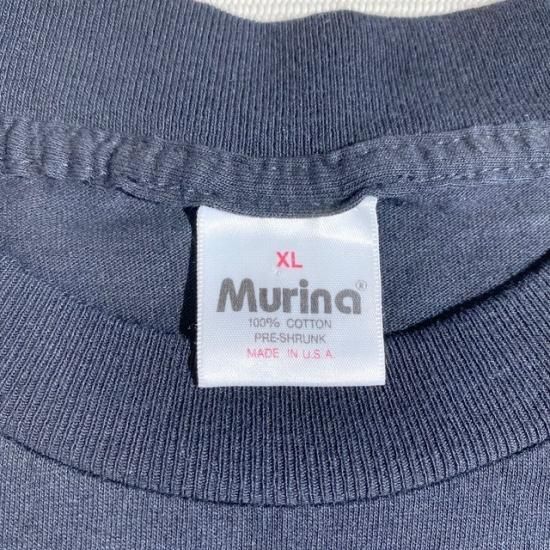 XL
Murina®
100% COTTON
PRE-SHRUNK
MADE IN U.S.A.